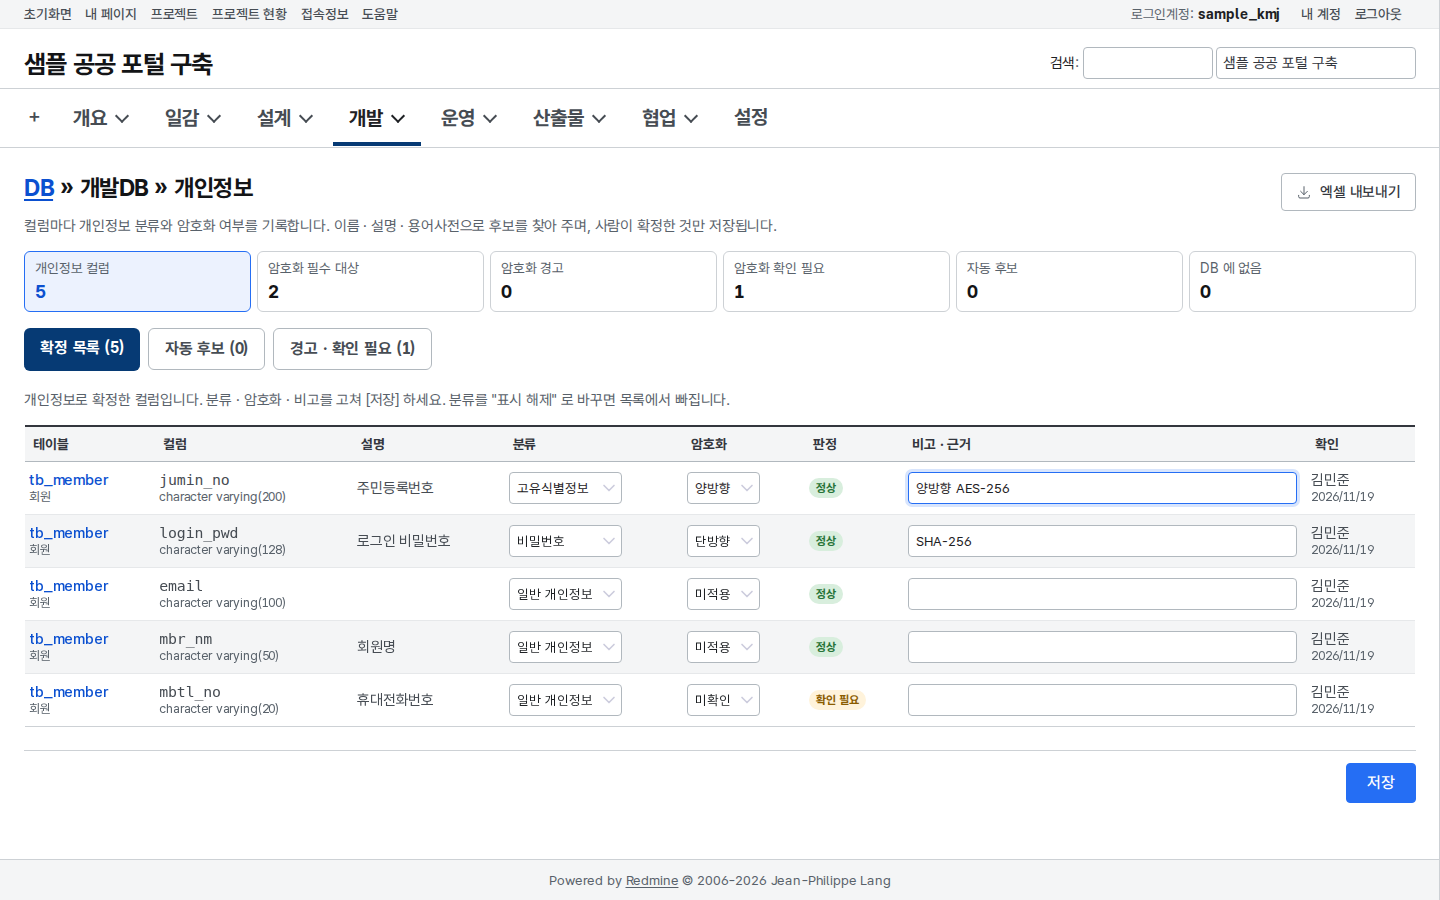 초기화면 내 페이지 프로젝트 프로젝트 현황 접속정보 도움말 로그인계정: sample_kmj 내 계정 로그아웃
샘플 공공 포털 구축 검색: 샘플 공공 포털 구축
+ 개요 일감 설계 개발 운영 산출물 협업 설정
DB » 개발DB » 개인정보 엑셀 내보내기
컬럼마다 개인정보 분류와 암호화 여부를 기록합니다. 이름 · 설명 · 용어사전으로 후보를 찾아 주며, 사람이 확정한 것만 저장됩니다.
개인정보 컬럼 암호화 필수 대상 암호화 경고 암호화 확인 필요 자동 후보 DB 에 없음
5 2 0 1 0 0
확정 목록 (5) 자동 후보 (0) 경고 · 확인 필요 (1)
개인정보로 확정한 컬럼입니다. 분류 · 암호화 · 비고를 고쳐 [저장] 하세요. 분류를 "표시 해제" 로 바꾸면 목록에서 빠집니다.
테이블 컬럼 설명 분류 암호화 판정 비고 · 근거 확인
tb_member jumin_no 주민등록번호 고유식별정보 양방향 정상 양방향 AES-256 김민준
회원 character varying(200) 2026/11/19
tb_member login_pwd 로그인 비밀번호 비밀번호 단방향 정상 SHA-256 김민준
회원 character varying(128) 2026/11/19
tb_member email 일반 개인정보 미적용 정상 김민준
회원 character varying(100) 2026/11/19
tb_member mbr_nm 회원명 일반 개인정보 미적용 정상 김민준
회원 character varying(50) 2026/11/19
tb_member mbtl_no 휴대전화번호 일반 개인정보 미확인 확인 필요 김민준
회원 character varying(20) 2026/11/19
저장
Powered by Redmine © 2006-2026 Jean-Philippe Lang